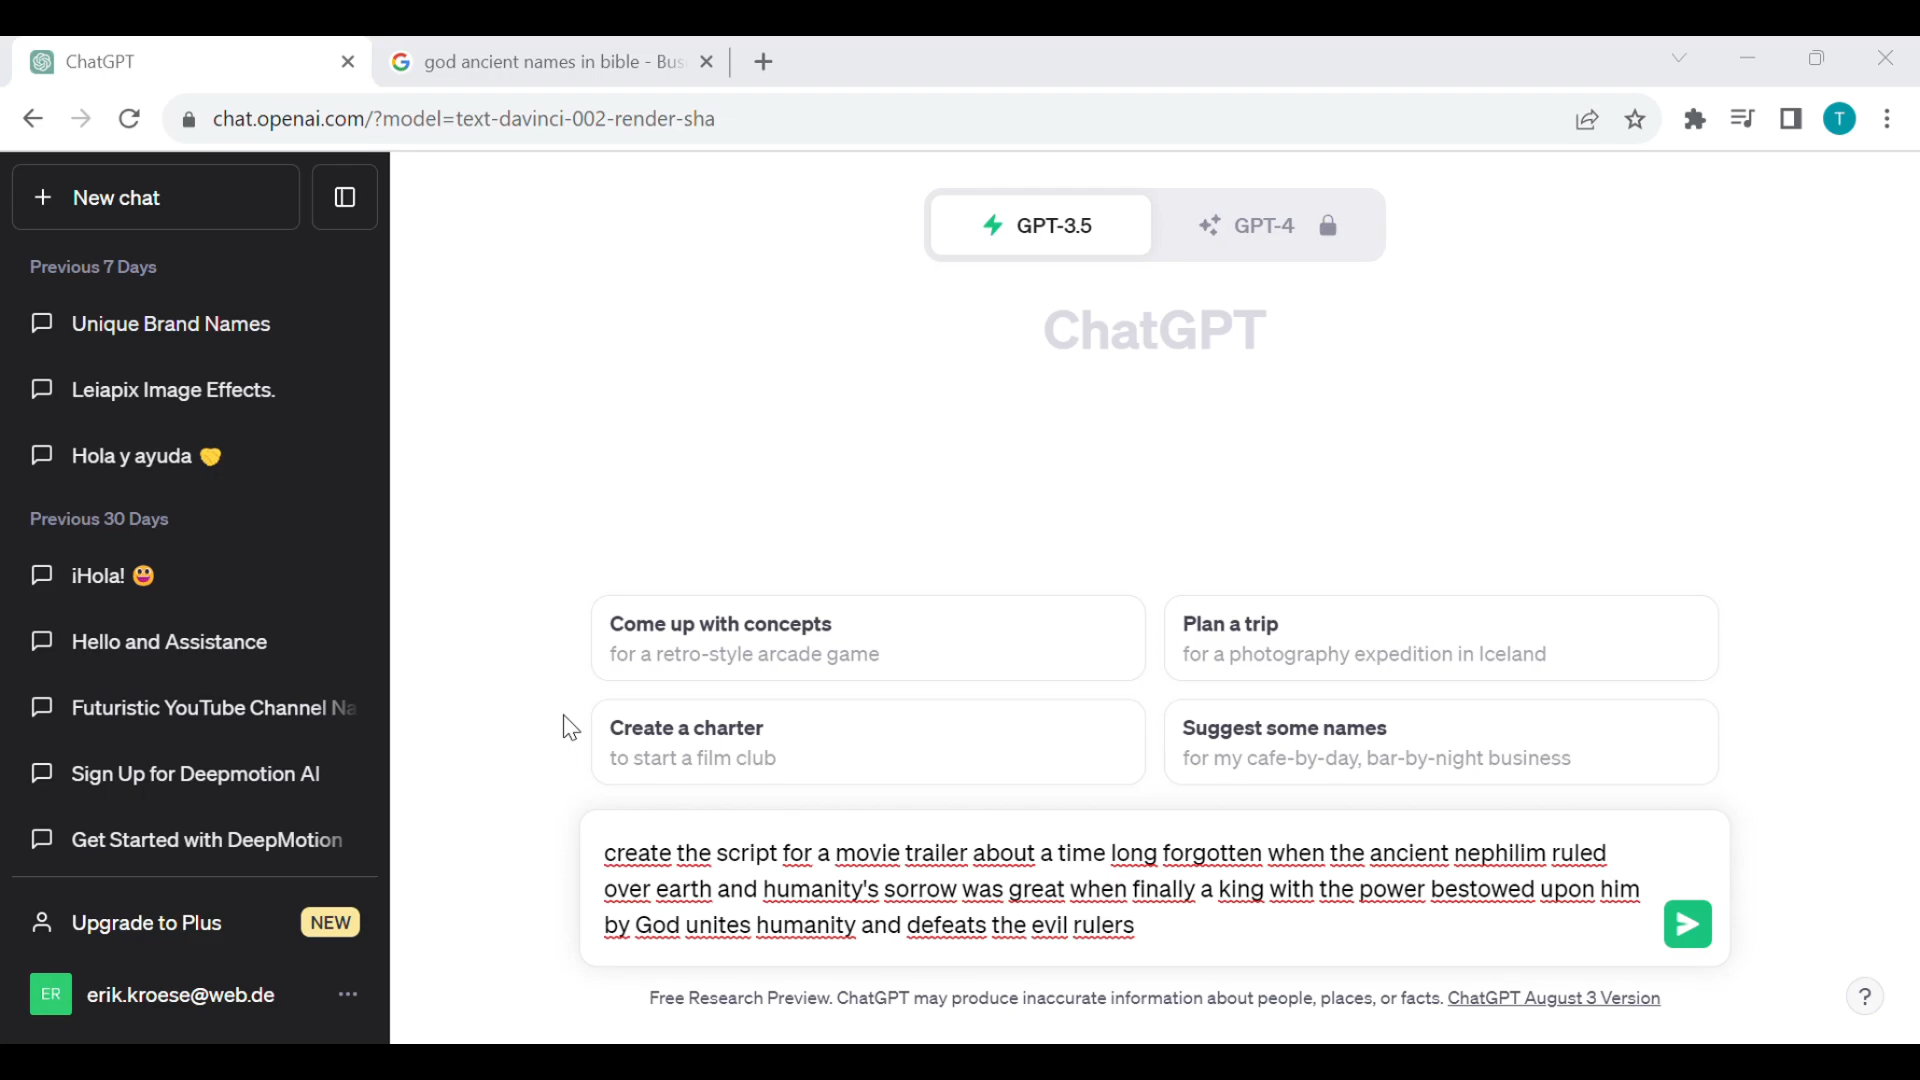 ChatGPT
god ancient names in bible - Bus
chat.openai.com/?model=text-davinci-002-render-sha
T
New chat
Previous 7 Days
Unique Brand Names
Leiapix Image Effects.
Hola y ayuda 🤝
Previous 30 Days
¡Hola! 😀
Hello and Assistance
Futuristic YouTube Channel Na
Sign Up for Deepmotion AI
Get Started with DeepMotion
Upgrade to Plus NEW
ER erik.kroese@web.de
GPT-3.5 GPT-4
ChatGPT
Come up with concepts
for a retro-style arcade game
Plan a trip
for a photography expedition in Iceland
Create a charter
to start a film club
Suggest some names
for my cafe-by-day, bar-by-night business
create the script for a movie trailer about a time long forgotten when the ancient nephilim ruled
over earth and humanity's sorrow was great when finally a king with the power bestowed upon him
by God unites humanity and defeats the evil rulers
Free Research Preview. ChatGPT may produce inaccurate information about people, places, or facts. ChatGPT August 3 Version
?